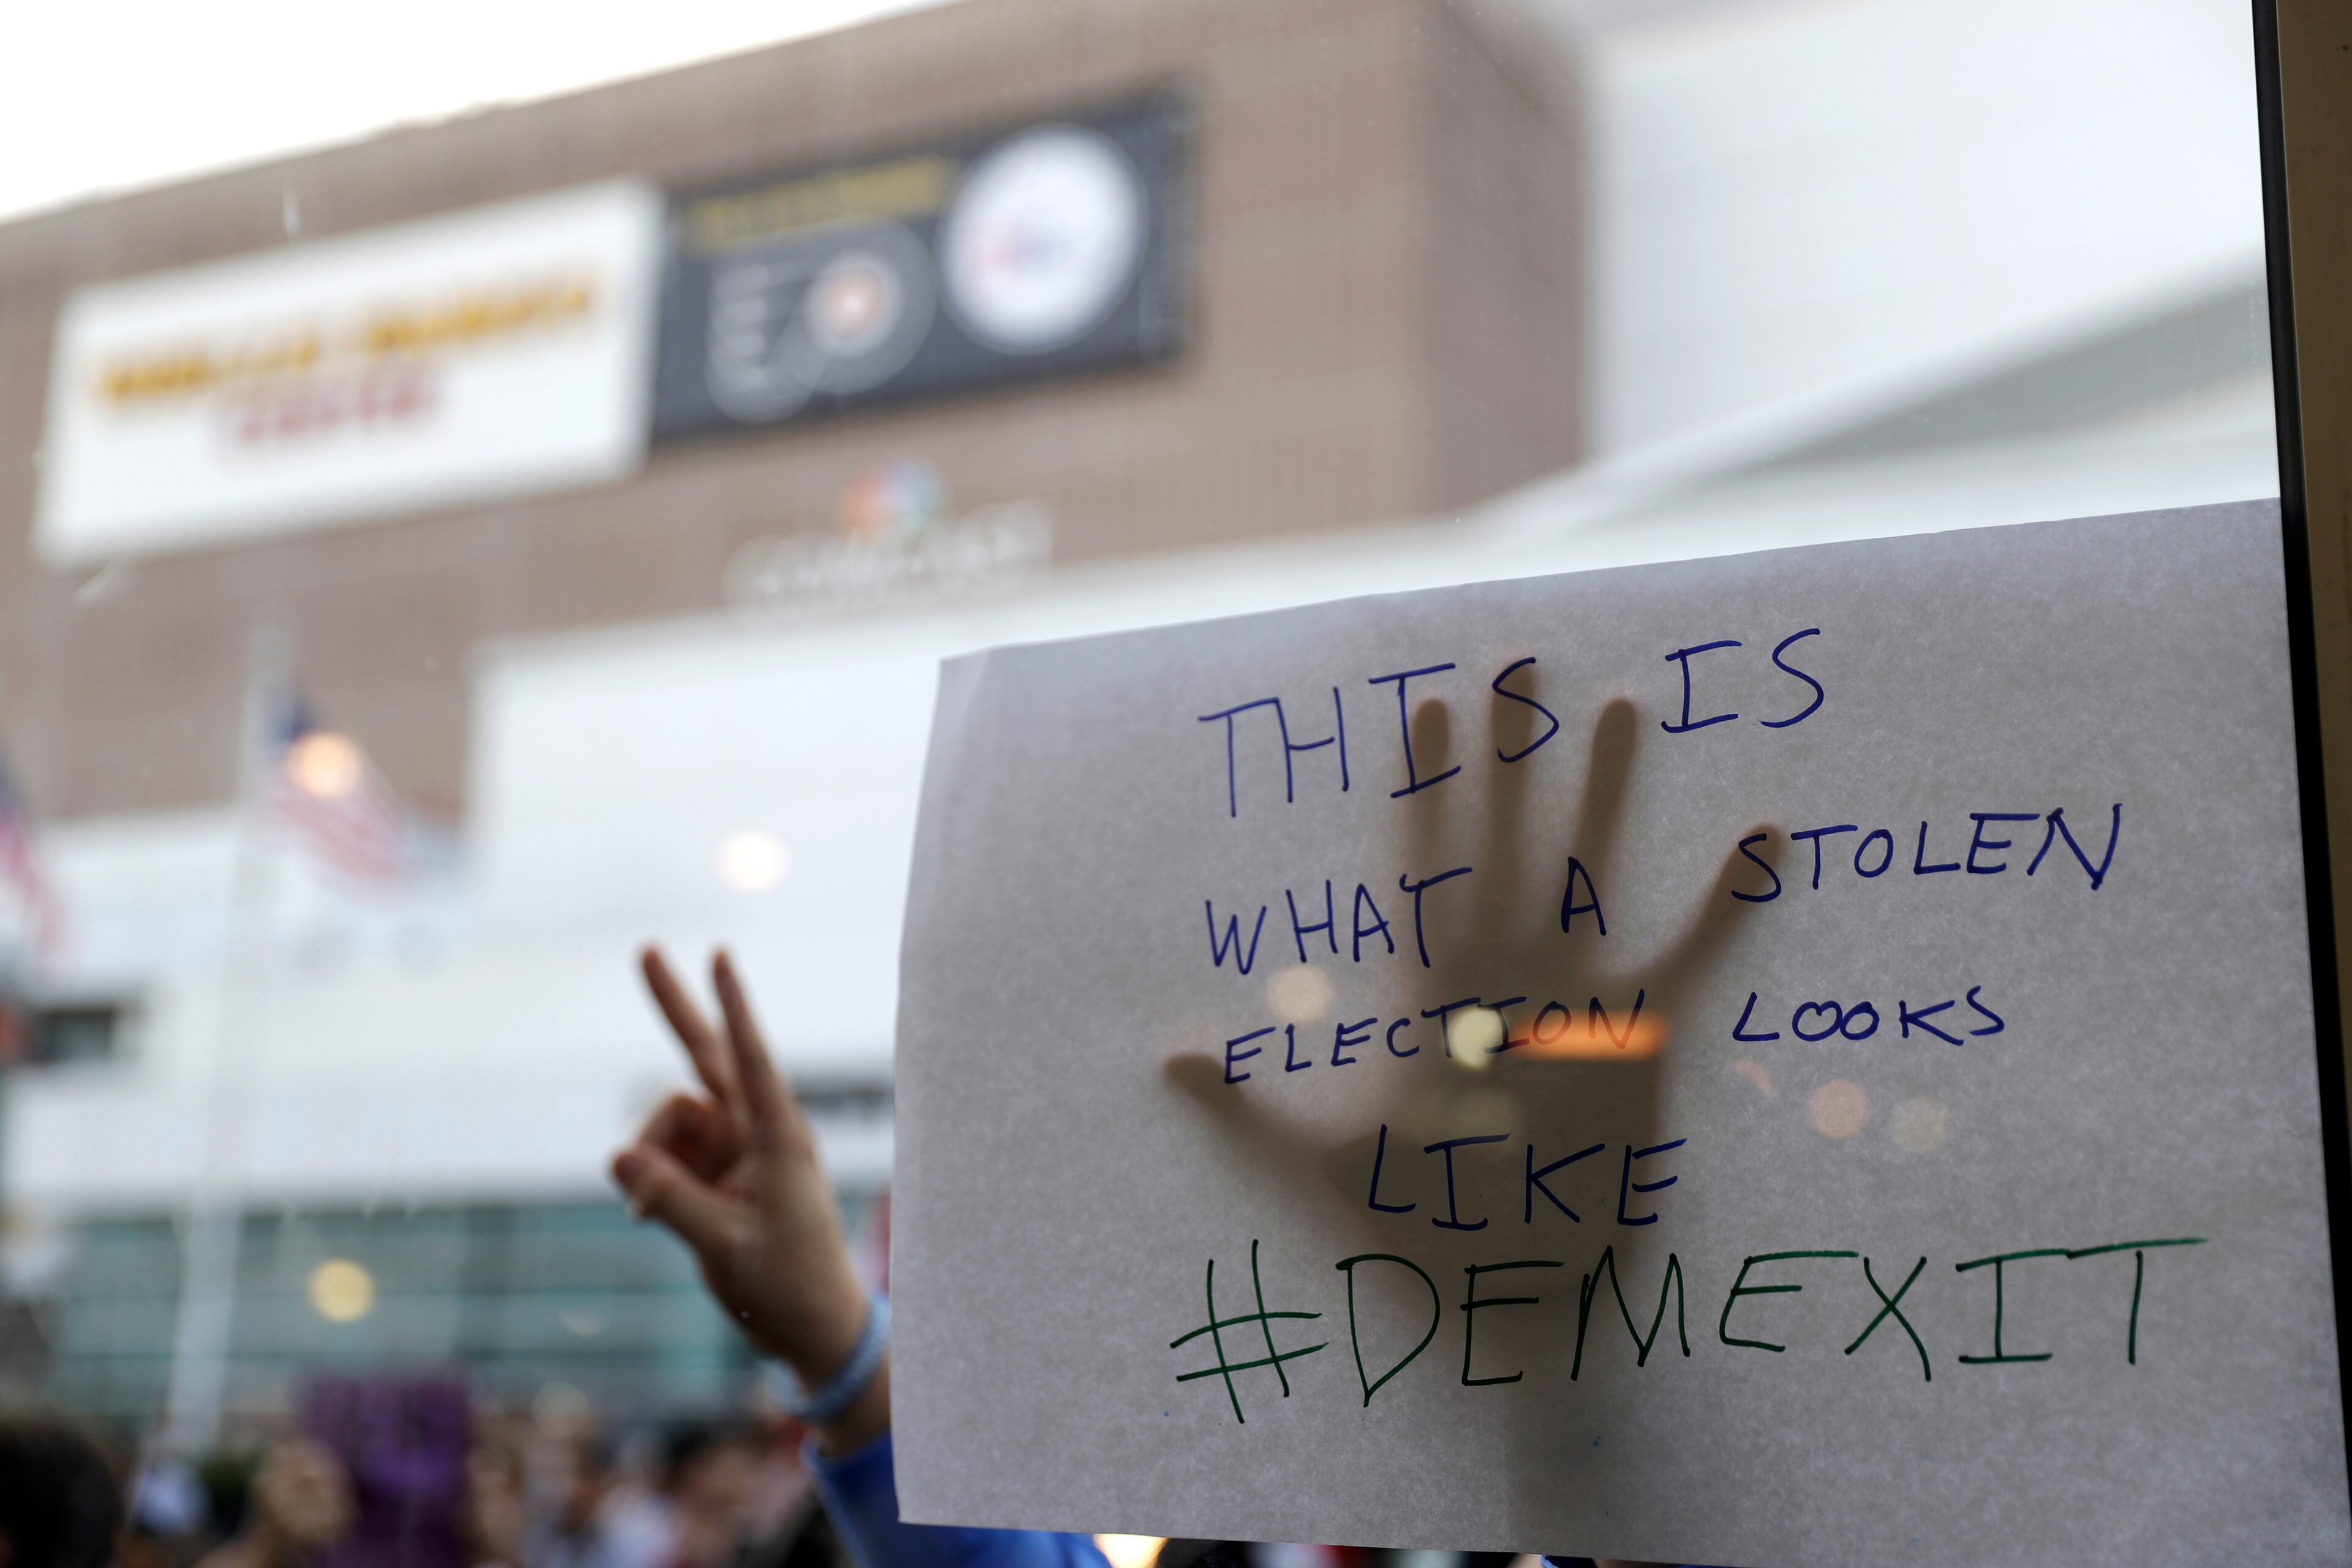 THIS IS
WHAT A STOLEN
ELECTION LOOKS
LIKE
#DEMEXIT